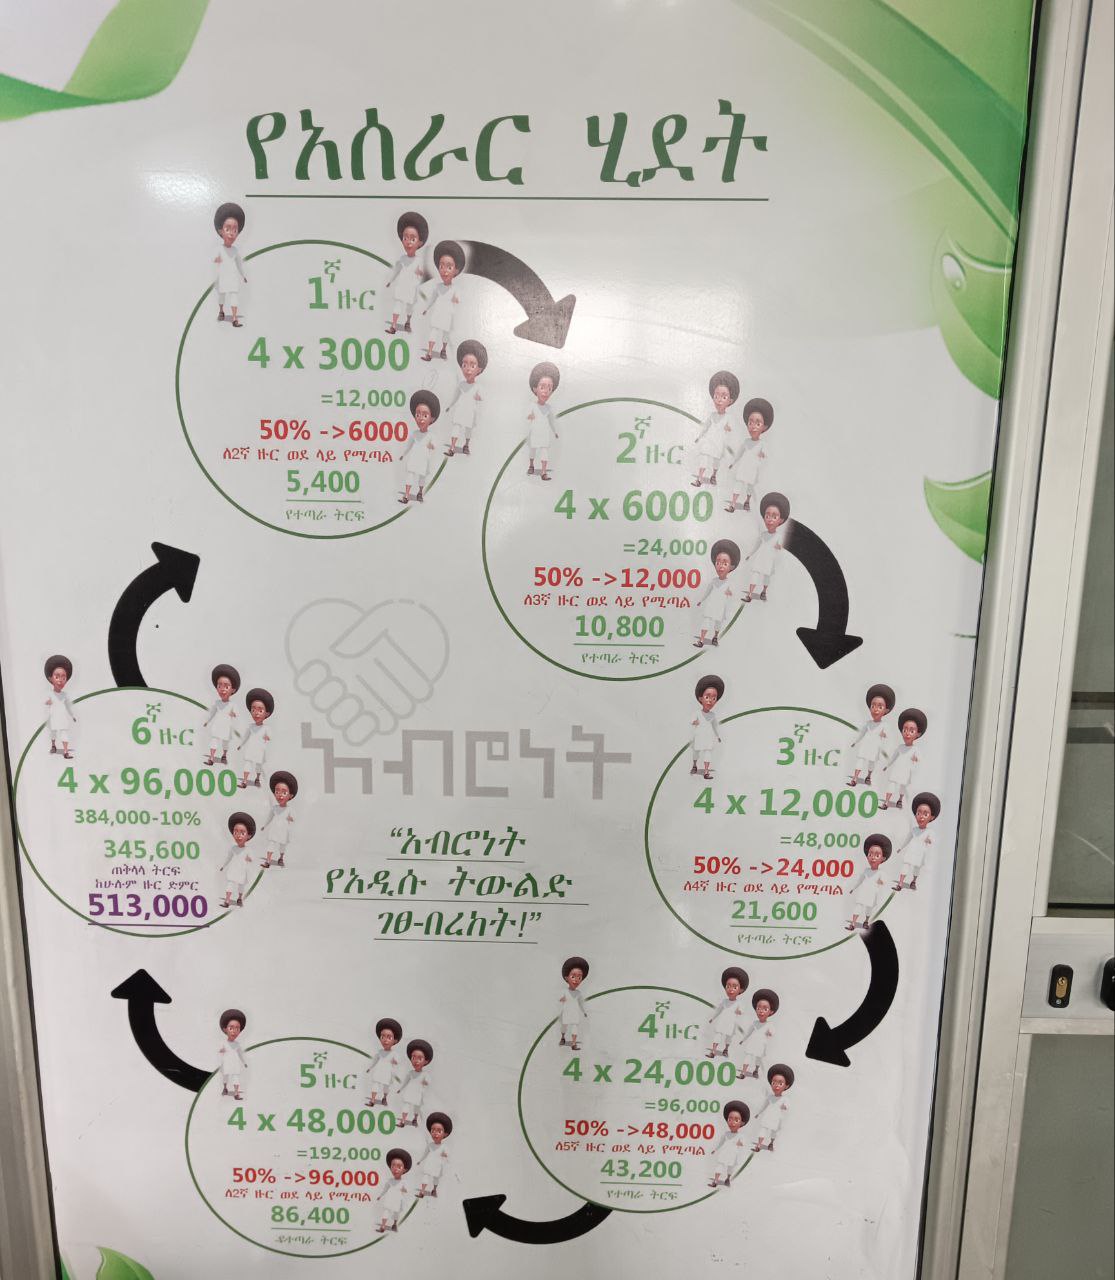 የአሰራር ሂደት
1ኛ ዙር
4 x 3000
=12,000
50% ->6000
ለ2ኛ ዙር ወደ ላይ የሚጣል
5,400
የተጣራ ትርፍ
2ኛ ዙር
4 x 6000
=24,000
50% ->12,000
ለ3ኛ ዙር ወደ ላይ የሚጣል
10,800
የተጣራ ትርፍ
3ኛ ዙር
4 x 12,000
=48,000
50% ->24,000
ለ4ኛ ዙር ወደ ላይ የሚጣል
21,600
የተጣራ ትርፍ
4ኛ ዙር
4 x 24,000
=96,000
50% ->48,000
ለ5ኛ ዙር ወደ ላይ የሚጣል
43,200
የተጣራ ትርፍ
5ኛ ዙር
4 x 48,000
=192,000
50% ->96,000
ለ2ኛ ዙር ወደ ላይ የሚጣል
86,400
የተጣራ ትርፍ
6ኛ ዙር
4 x 96,000
384,000-10%
345,600
ጠቅላላ ትርፍ
ከሁሉም ዙር ድምር
513,000
አብሮነት
“አብሮነት
የአዲሱ ትውልድ
ገፀ-በረከት!”